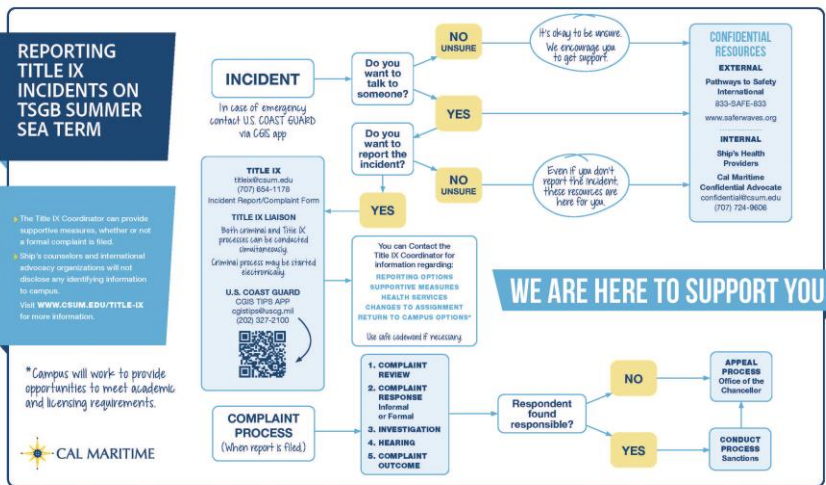 REPORTING
TITLE IX
INCIDENTS ON
TSGB SUMMER
SEA TERM
The Title IX Coordinator can provide
supportive measures, whether or not
a formal complaint is filed.
Ship's counselors and international
advocacy organizations will not
disclose any identifying information
to campus.
Visit WWW.CSUM.EDU/TITLE-IX
for more information.
*Campus will work to provide
opportunities to meet academic
and licensing requirements.
CAL MARITIME
INCIDENT
In case of emergency
contact U.S. COAST GUARD
via CGIS app
Do you
want to
talk to
someone?
NO
UNSURE
It's okay to be unsure.
We encourage you
to get support.
YES
Do you
want to
report the
incident?
NO
UNSURE
Even if you don't
report the incident,
these resources are
here for you.
YES
CONFIDENTIAL
RESOURCES
EXTERNAL
Pathways to Safety
International
833-SAFE-833
www.saferwaves.org
INTERNAL
Ship's Health
Providers
Cal Maritime
Confidential Advocate
confidential@csum.edu
(707) 724-9606
TITLE IX
titleix@csum.edu
(707) 654-1178
Incident Report/Complaint Form
TITLE IX LIAISON
Both criminal and Title IX
processes can be conducted
simultaneously.
Criminal process may be started
electronically.
U.S. COAST GUARD
CGIS TIPS APP
cgistips@uscg.mil
(202) 327-2100
You can Contact the
Title IX Coordinator for
information regarding:
REPORTING OPTIONS
SUPPORTIVE MEASURES
HEALTH SERVICES
CHANGES TO ASSIGNMENT
RETURN TO CAMPUS OPTIONS*
Use safe codeword if necessary.
WE ARE HERE TO SUPPORT YOU
COMPLAINT
PROCESS
(When report is filed.)
1. COMPLAINT
REVIEW
2. COMPLAINT
RESPONSE
Informal
or Formal
3. INVESTIGATION
4. HEARING
5. COMPLAINT
OUTCOME
Respondent
found
responsible?
NO
YES
APPEAL
PROCESS
Office of the
Chancellor
CONDUCT
PROCESS
Sanctions